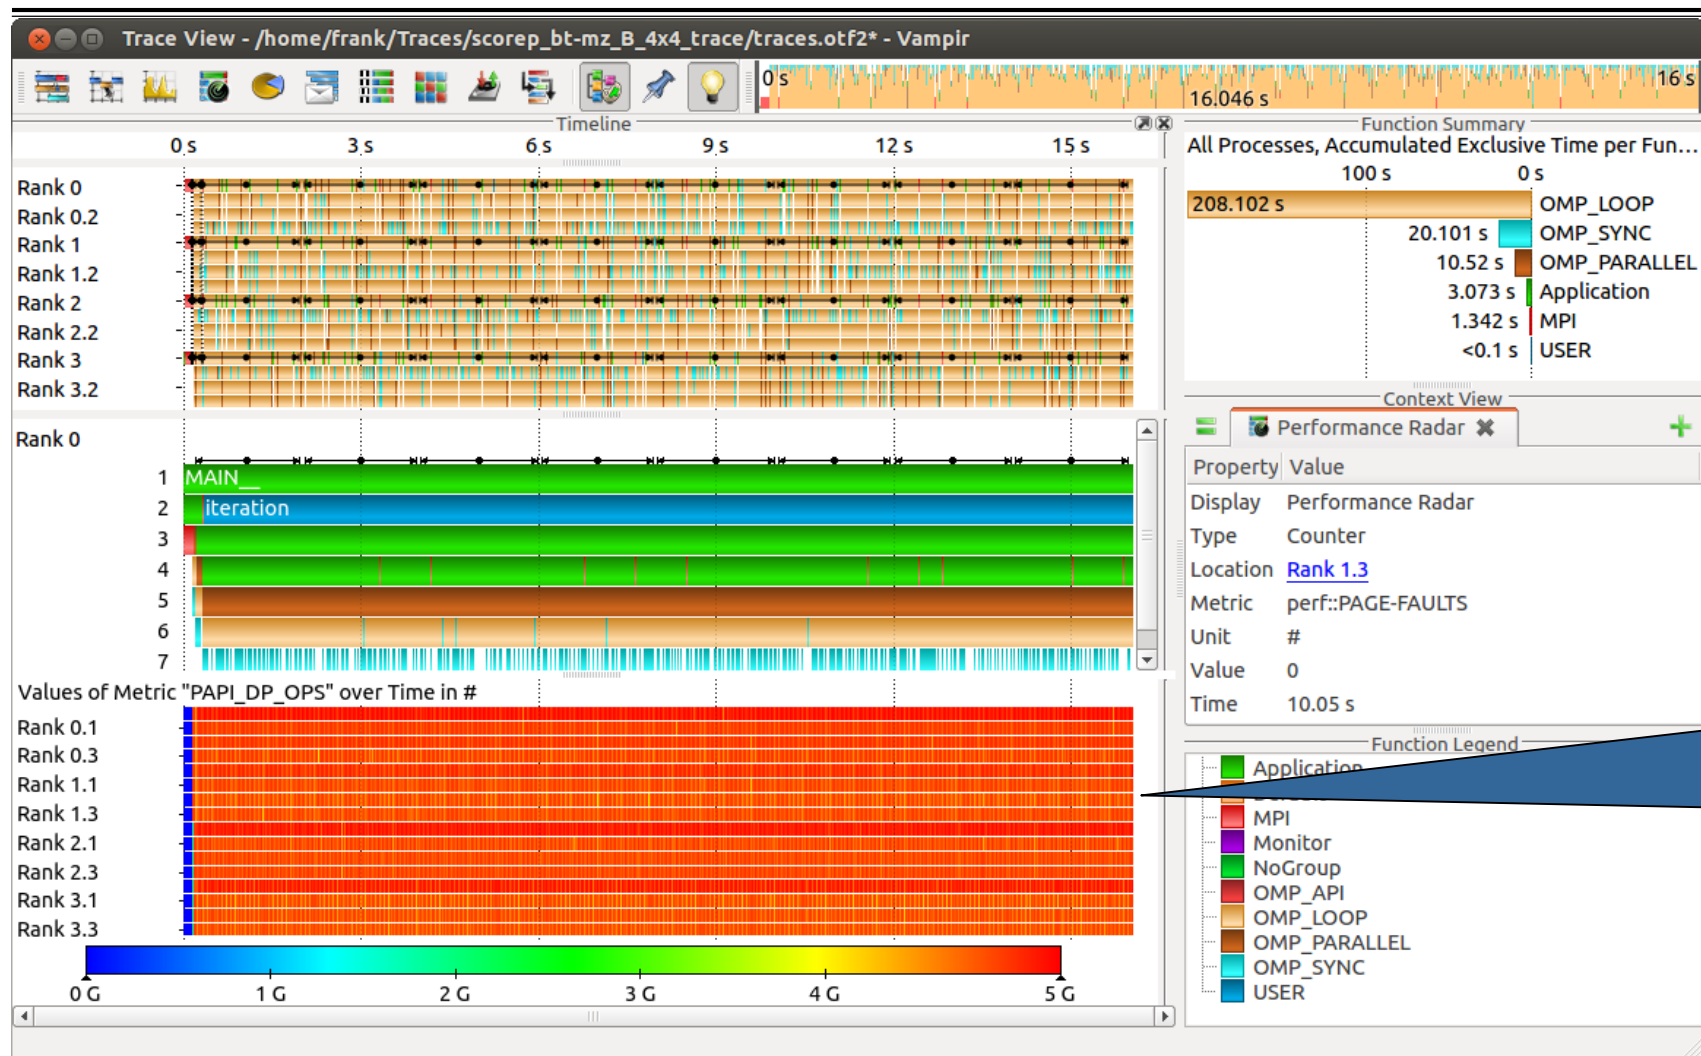 Trace View - /home/frank/Traces/scorep_bt-mz_B_4x4_trace/traces.otf2* - Vampir
0 s
16 s
16.046 s
Timeline
0 s 3 s 6 s 9 s 12 s 15 s
Rank 0
Rank 0.2
Rank 1
Rank 1.2
Rank 2
Rank 2.2
Rank 3
Rank 3.2
Rank 0
1 MAIN__
2 iteration
3
4
5
6
7
Values of Metric "PAPI_DP_OPS" over Time in #
Rank 0.1
Rank 0.3
Rank 1.1
Rank 1.3
Rank 2.1
Rank 2.3
Rank 3.1
Rank 3.3
0 G 1 G 2 G 3 G 4 G 5 G
Function Summary
All Processes, Accumulated Exclusive Time per Fun...
100 s 0 s
208.102 s OMP_LOOP
20.101 s OMP_SYNC
10.52 s OMP_PARALLEL
3.073 s Application
1.342 s MPI
<0.1 s USER
Context View
Performance Radar
Property Value
Display Performance Radar
Type Counter
Location Rank 1.3
Metric perf::PAGE-FAULTS
Unit #
Value 0
Time 10.05 s
Function Legend
Application
MPI
Monitor
NoGroup
OMP_API
OMP_LOOP
OMP_PARALLEL
OMP_SYNC
USER